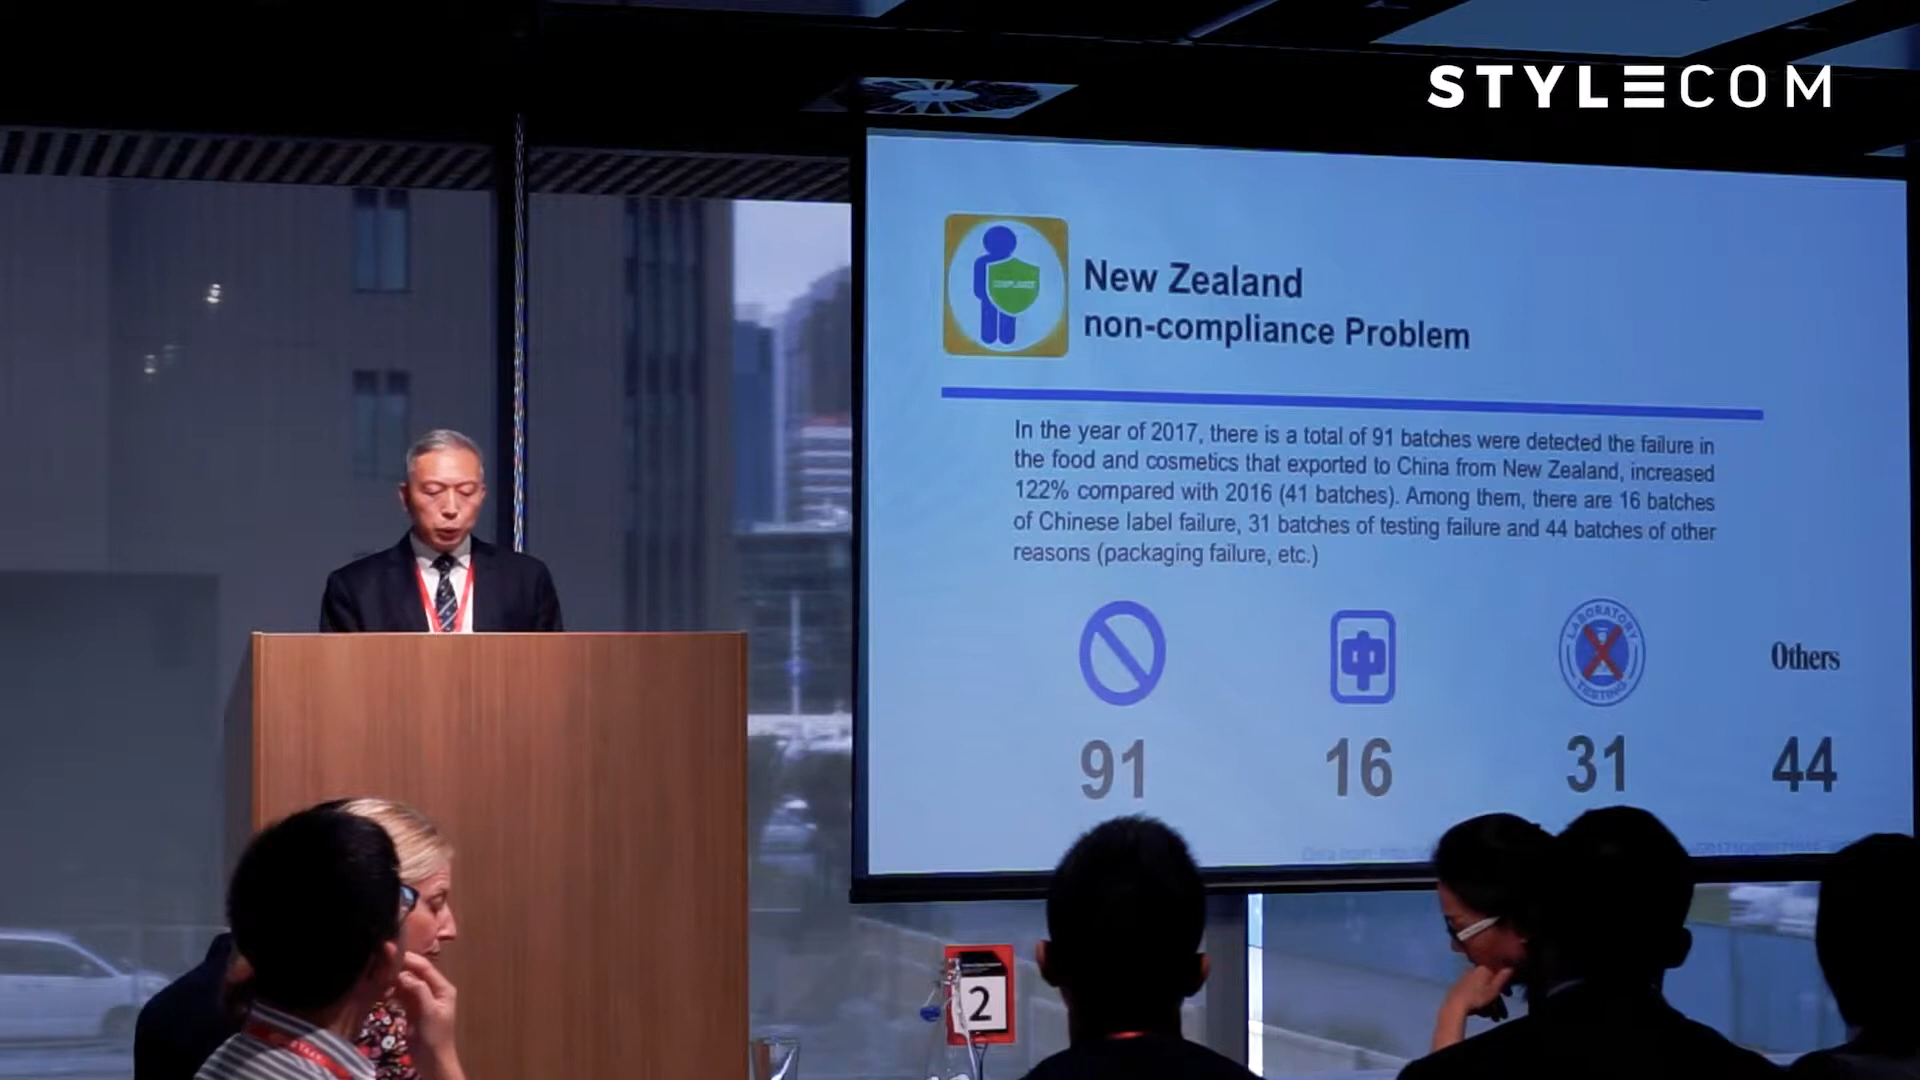 STYLECOM
COMPLIANCE
New Zealand
non-compliance Problem
In the year of 2017, there is a total of 91 batches were detected the failure in
the food and cosmetics that exported to China from New Zealand, increased
122% compared with 2016 (41 batches). Among them, there are 16 batches
of Chinese label failure, 31 batches of testing failure and 44 batches of other
reasons (packaging failure, etc.)
中
LABORATORY
TESTING
Others
91
16
31
44
2